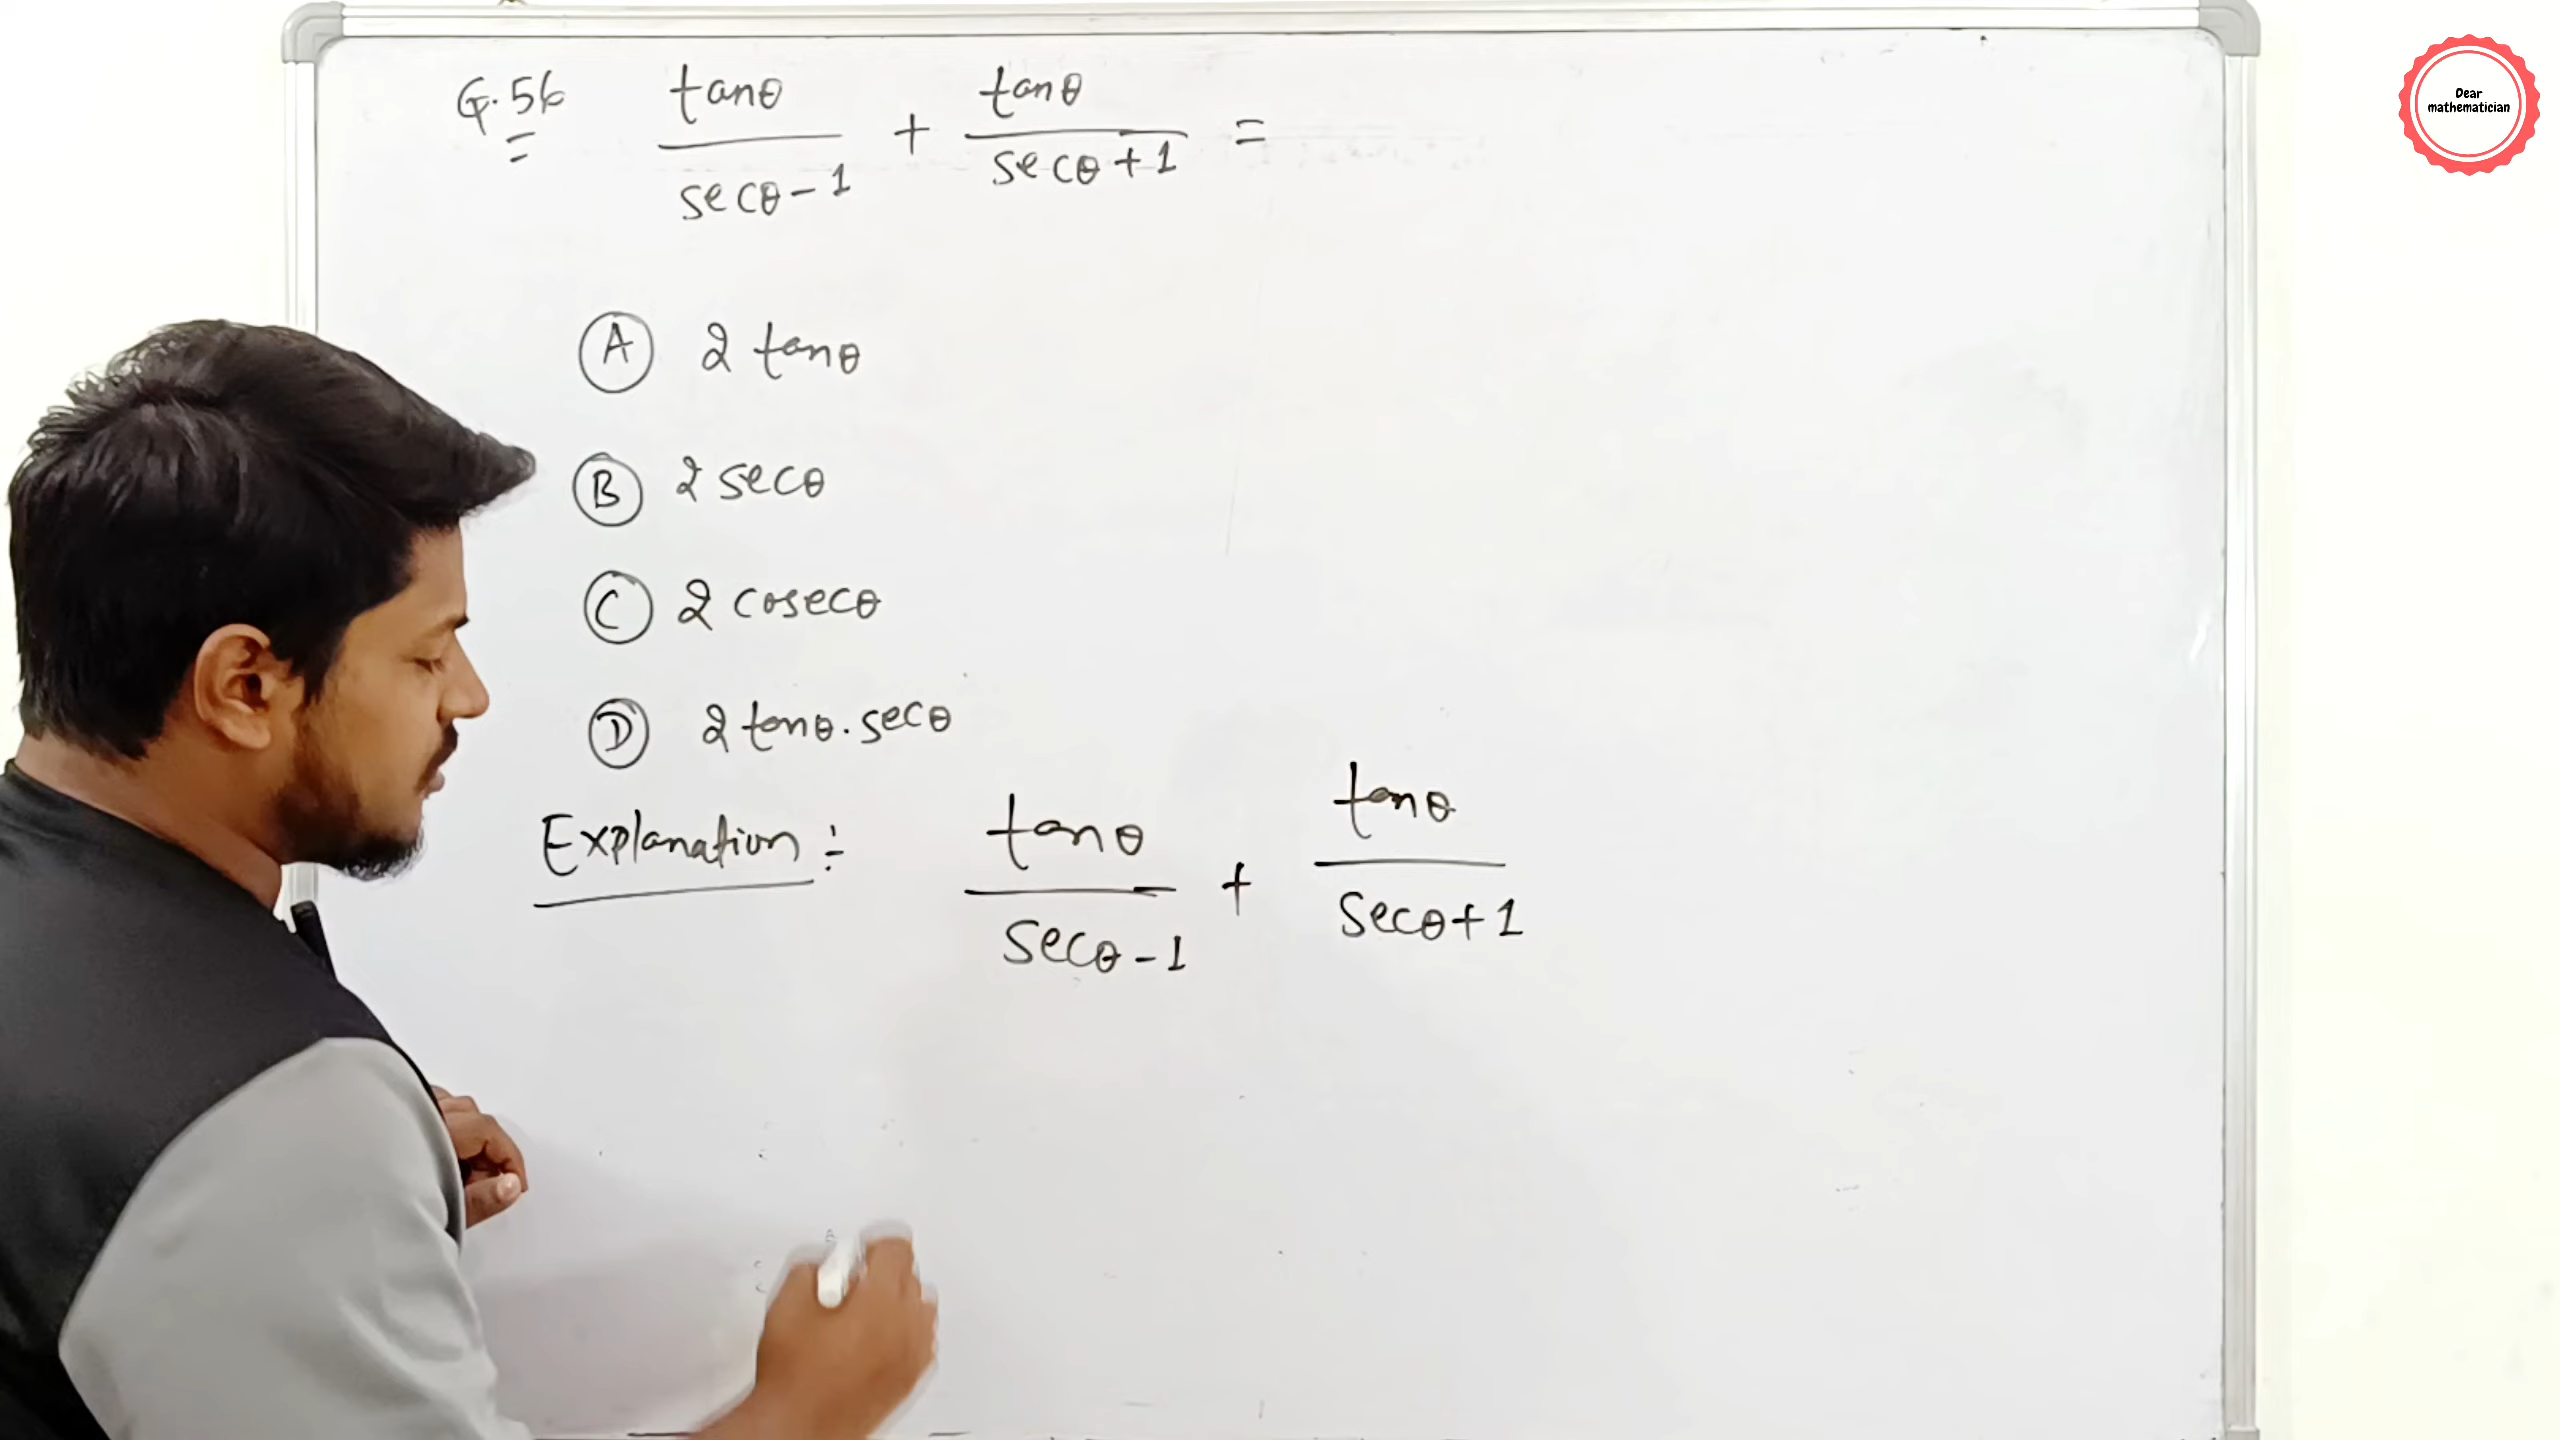 Q.56 tanθ/(secθ-1) + tanθ/(secθ+1) =
A 2 tanθ
B 2 secθ
C 2 cosecθ
D 2 tanθ.secθ
Explanation :- tanθ/(secθ-1) + tanθ/(secθ+1)
Dear
mathematician